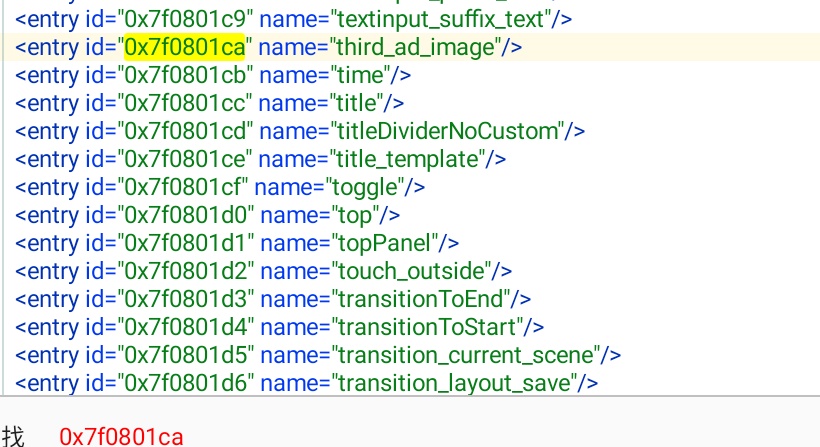 <entry id="0x7f0801c9" name="textinput_suffix_text"/>
<entry id="0x7f0801ca" name="third_ad_image"/>
<entry id="0x7f0801cb" name="time"/>
<entry id="0x7f0801cc" name="title"/>
<entry id="0x7f0801cd" name="titleDividerNoCustom"/>
<entry id="0x7f0801ce" name="title_template"/>
<entry id="0x7f0801cf" name="toggle"/>
<entry id="0x7f0801d0" name="top"/>
<entry id="0x7f0801d1" name="topPanel"/>
<entry id="0x7f0801d2" name="touch_outside"/>
<entry id="0x7f0801d3" name="transitionToEnd"/>
<entry id="0x7f0801d4" name="transitionToStart"/>
<entry id="0x7f0801d5" name="transition_current_scene"/>
<entry id="0x7f0801d6" name="transition_layout_save"/>
找 0x7f0801ca